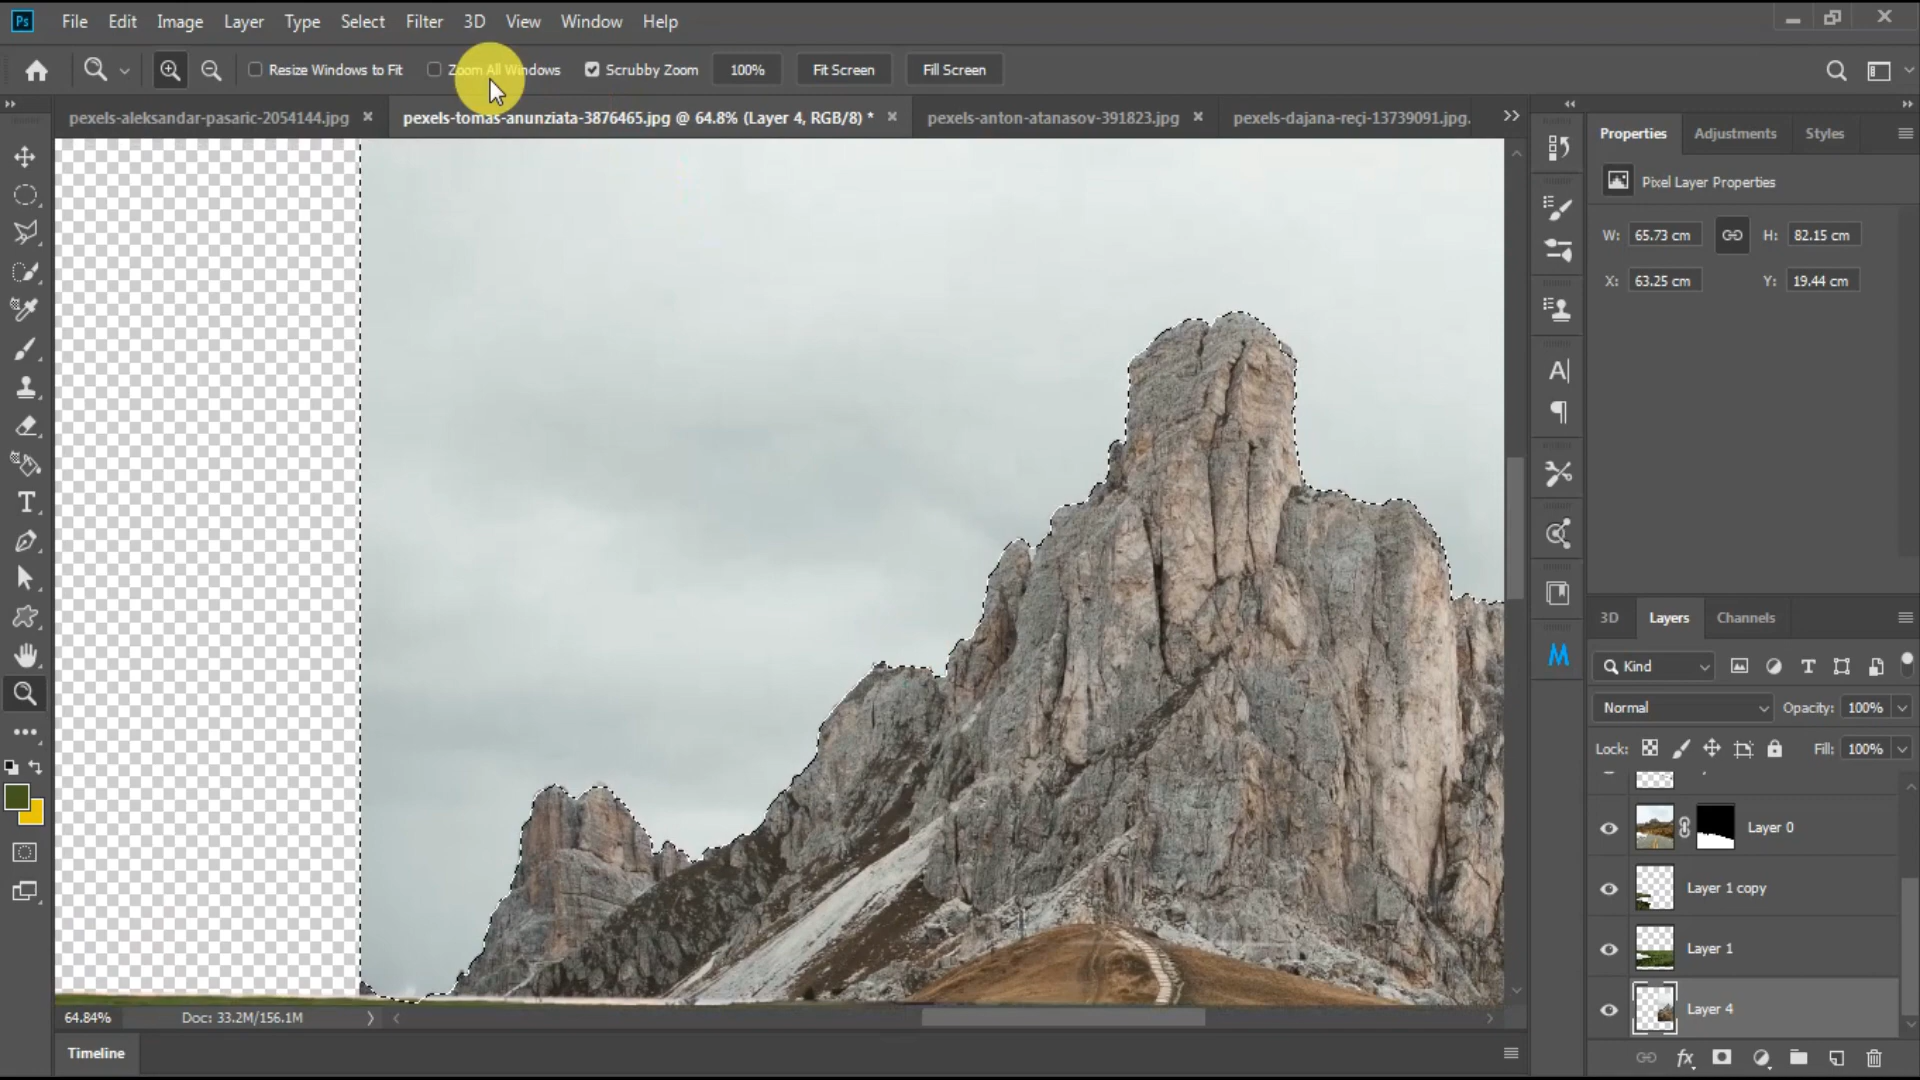 Ps File Edit Image Layer Type Select Filter 3D View Window Help
Resize Windows to Fit Zoom All Windows Scrubby Zoom 100% Fit Screen Fill Screen
pexels-aleksandar-pasaric-2054144.jpg × pexels-tomas-anunziata-3876465.jpg @ 64.8% (Layer 4, RGB/8) * × pexels-anton-atanasov-391823.jpg × pexels-dajana-reçi-13739091.jpg.
Properties Adjustments Styles
Pixel Layer Properties
W: 65.73 cm H: 82.15 cm
X: 63.25 cm Y: 19.44 cm
3D Layers Channels
Kind
Normal Opacity: 100%
Lock: Fill: 100%
Layer 0
Layer 1 copy
Layer 1
Layer 4
64.84% Doc: 33.2M/156.1M
Timeline